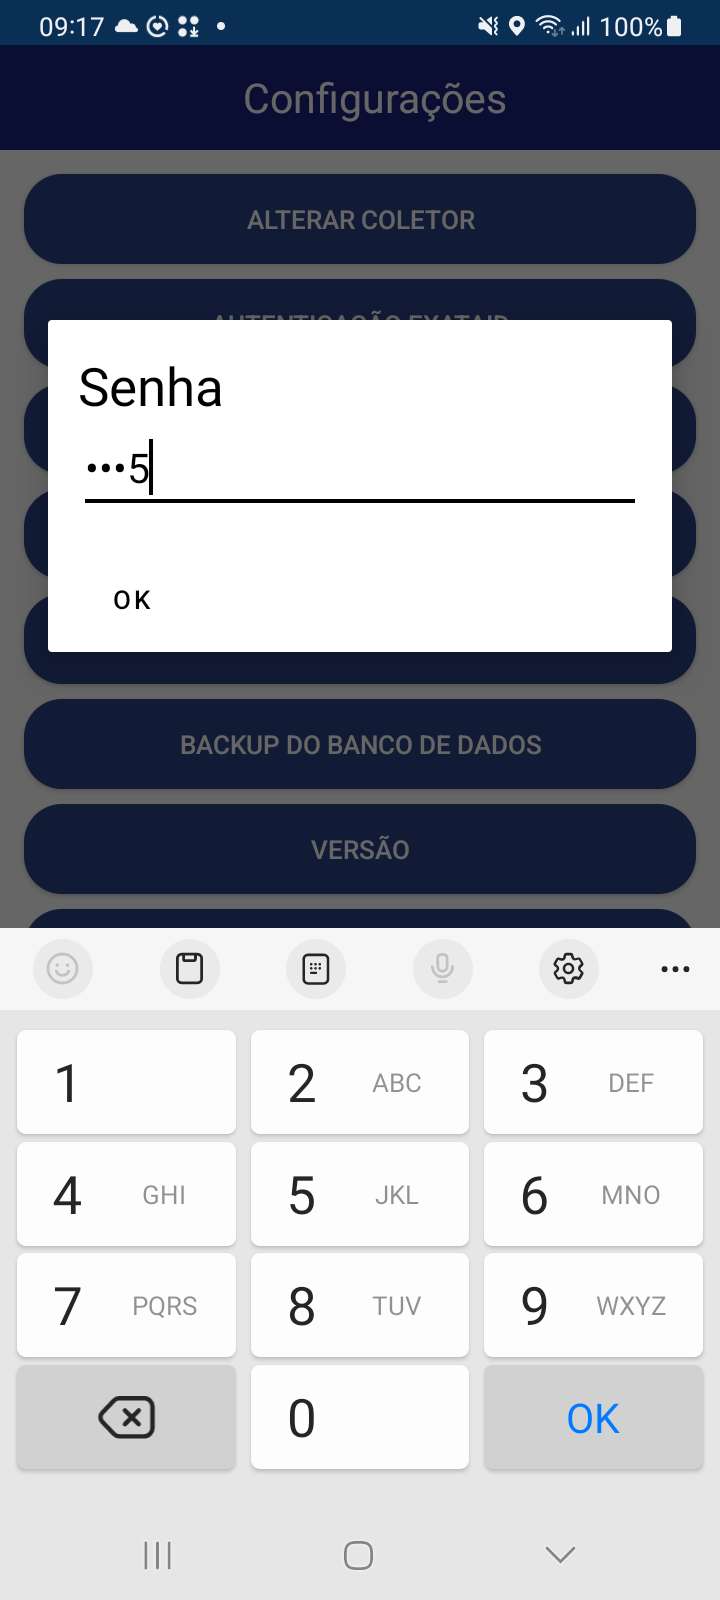 09:17 100%
Configurações
ALTERAR COLETOR
Senha
•••5
OK
BACKUP DO BANCO DE DADOS
VERSÃO
1 2 ABC 3 DEF
4 GHI 5 JKL 6 MNO
7 PQRS 8 TUV 9 WXYZ
0 OK